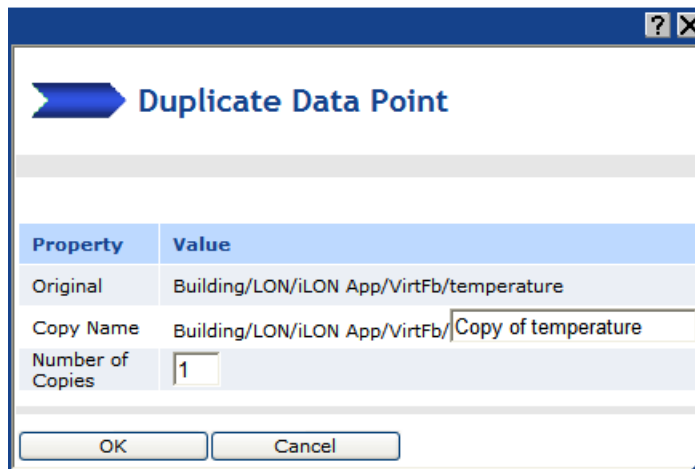 ?
Duplicate Data Point
Property Value
Original Building/LON/iLON App/VirtFb/temperature
Copy Name Building/LON/iLON App/VirtFb/Copy of temperature
Number of
Copies 1
OK Cancel